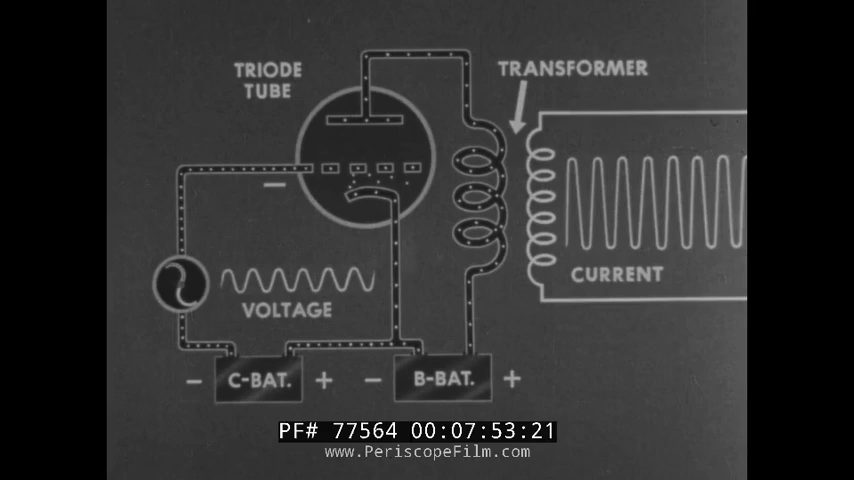 TRIODE
TUBE
TRANSFORMER
−
VOLTAGE
CURRENT
− C-BAT. + − B-BAT. +
PF# 77564 00:07:53:21
www.PeriscopeFilm.com